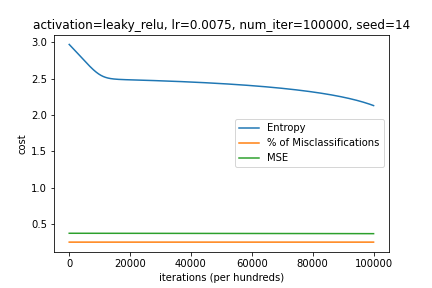 activation=leaky_relu, lr=0.0075, num_iter=100000, seed=14
3.0
2.5
2.0
1.5
1.0
0.5
cost
Entropy
% of Misclassifications
MSE
0 20000 40000 60000 80000 100000
iterations (per hundreds)